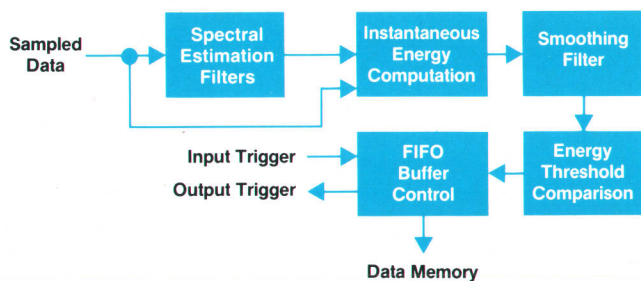 Sampled
Data
Spectral
Estimation
Filters
Instantaneous
Energy
Computation
Smoothing
Filter
Input Trigger
Output Trigger
FIFO
Buffer
Control
Energy
Threshold
Comparison
Data Memory